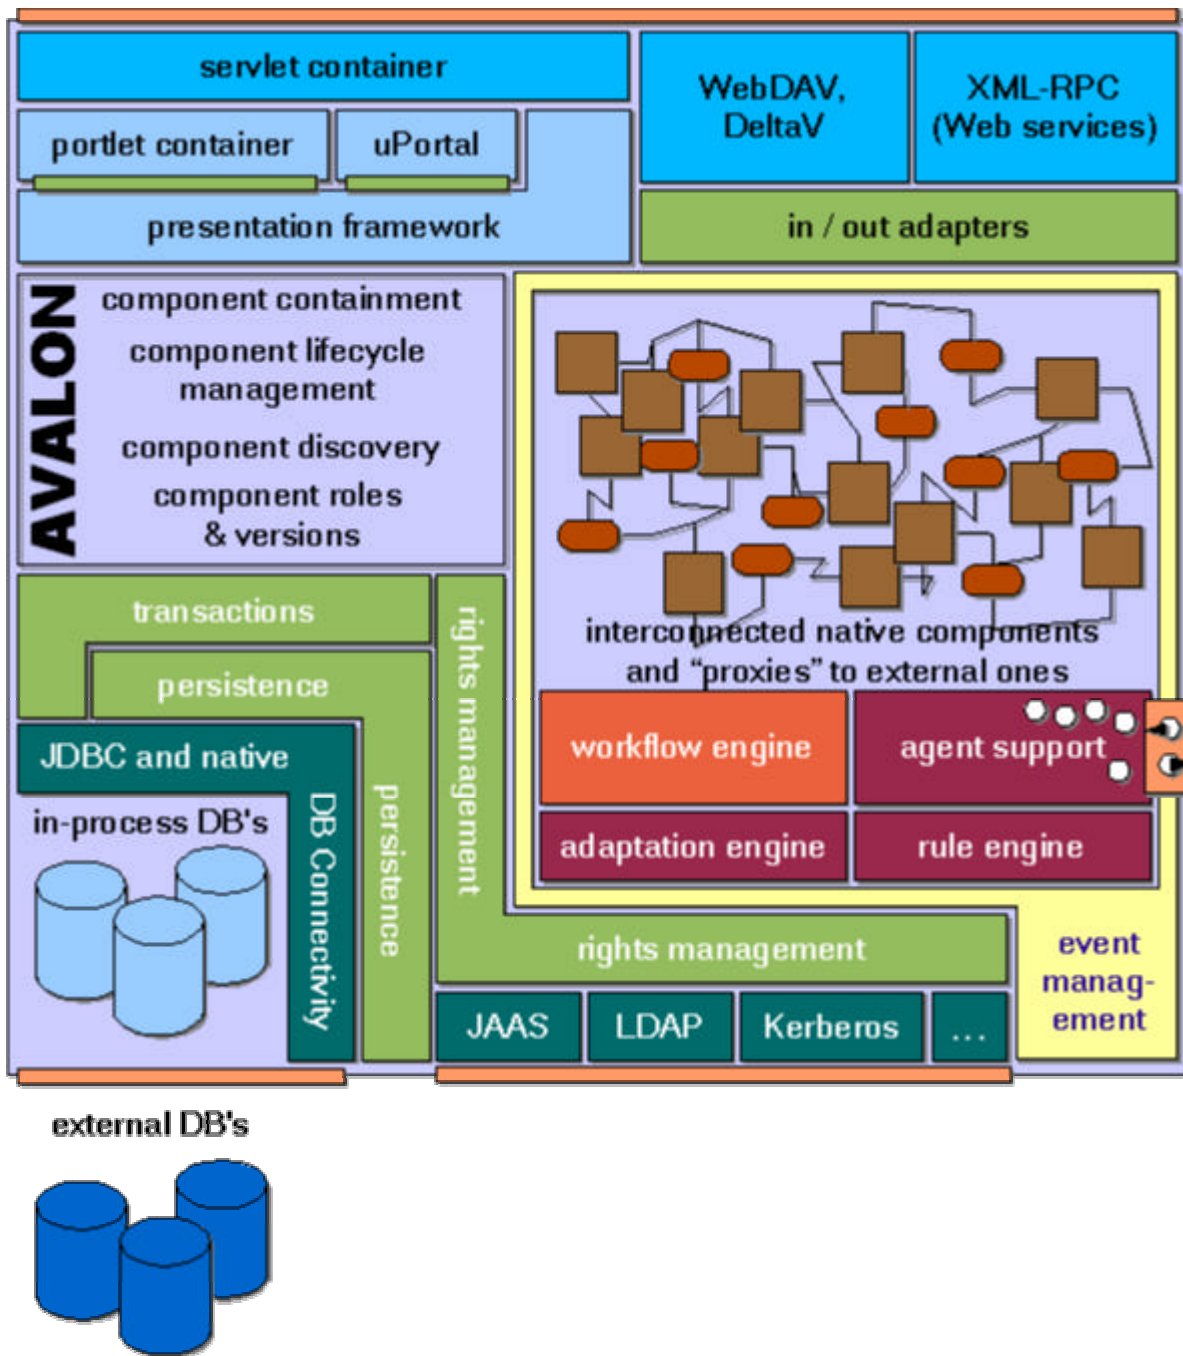 servlet container
WebDAV,
DeltaV
XML-RPC
(Web services)
portlet container
uPortal
presentation framework
in / out adapters
AVALON
component containment
component lifecycle
management
component discovery
component roles
& versions
interconnected native components
and “proxies” to external ones
transactions
persistence
rights management
JDBC and native
DB Connectivity
persistence
in-process DB's
workflow engine
agent support
adaptation engine
rule engine
rights management
event
manag-
ement
JAAS
LDAP
Kerberos
...
external DB's